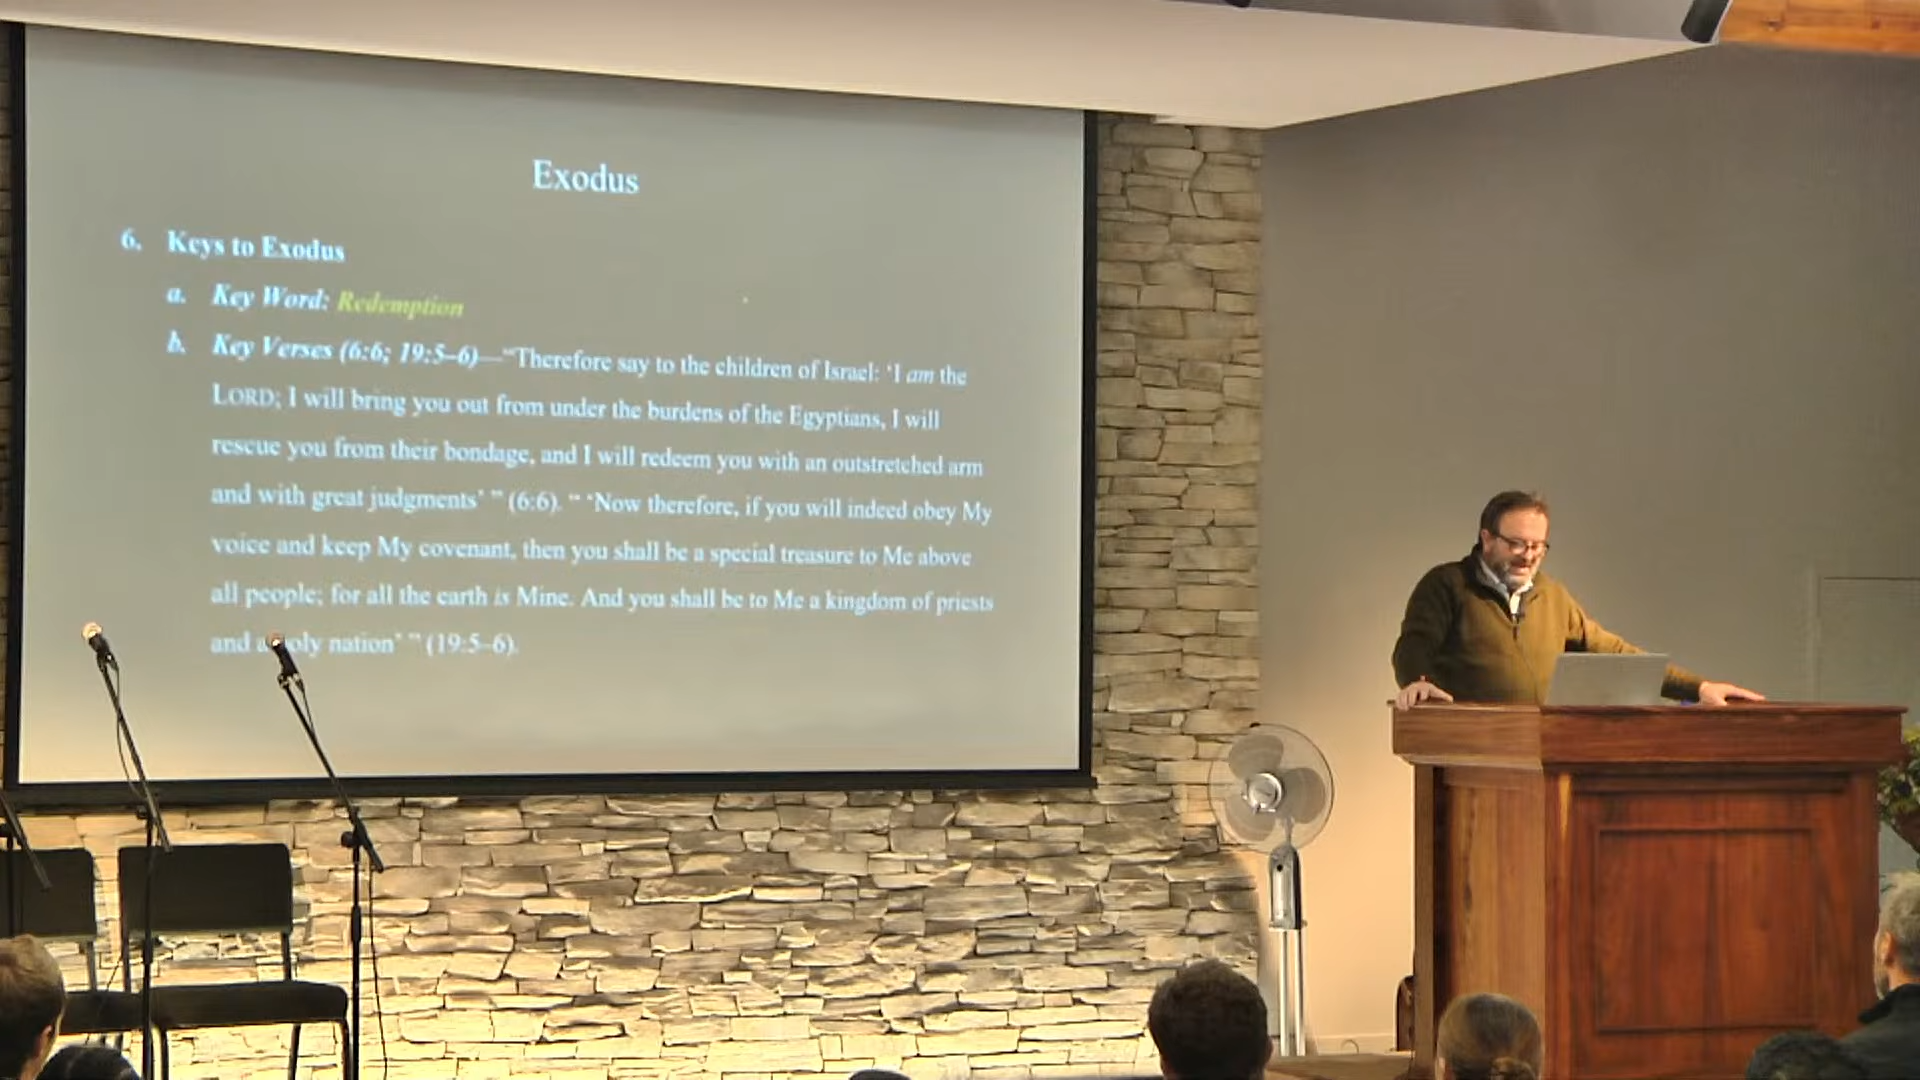 Exodus
6. Keys to Exodus
a. Key Word: Redemption
b. Key Verses (6:6; 19:5–6)—“Therefore say to the children of Israel: ‘I am the
LORD; I will bring you out from under the burdens of the Egyptians, I will
rescue you from their bondage, and I will redeem you with an outstretched arm
and with great judgments’ ” (6:6). “ ‘Now therefore, if you will indeed obey My
voice and keep My covenant, then you shall be a special treasure to Me above
all people; for all the earth is Mine. And you shall be to Me a kingdom of priests
and a holy nation’ ” (19:5–6).